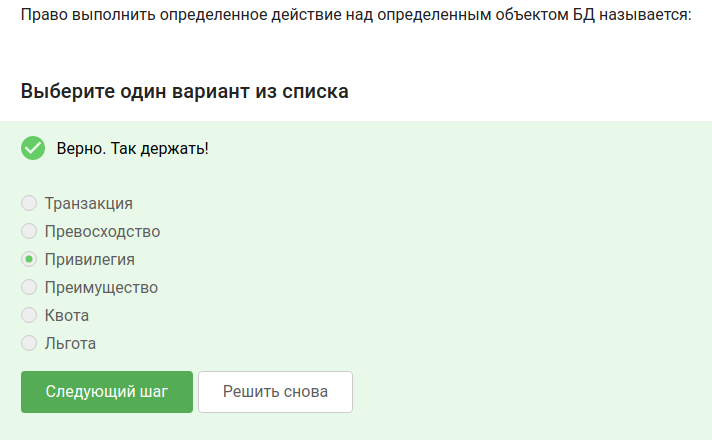 Право выполнить определенное действие над определенным объектом БД называется:
Выберите один вариант из списка
Верно. Так держать!
Транзакция
Превосходство
Привилегия
Преимущество
Квота
Льгота
Следующий шаг
Решить снова